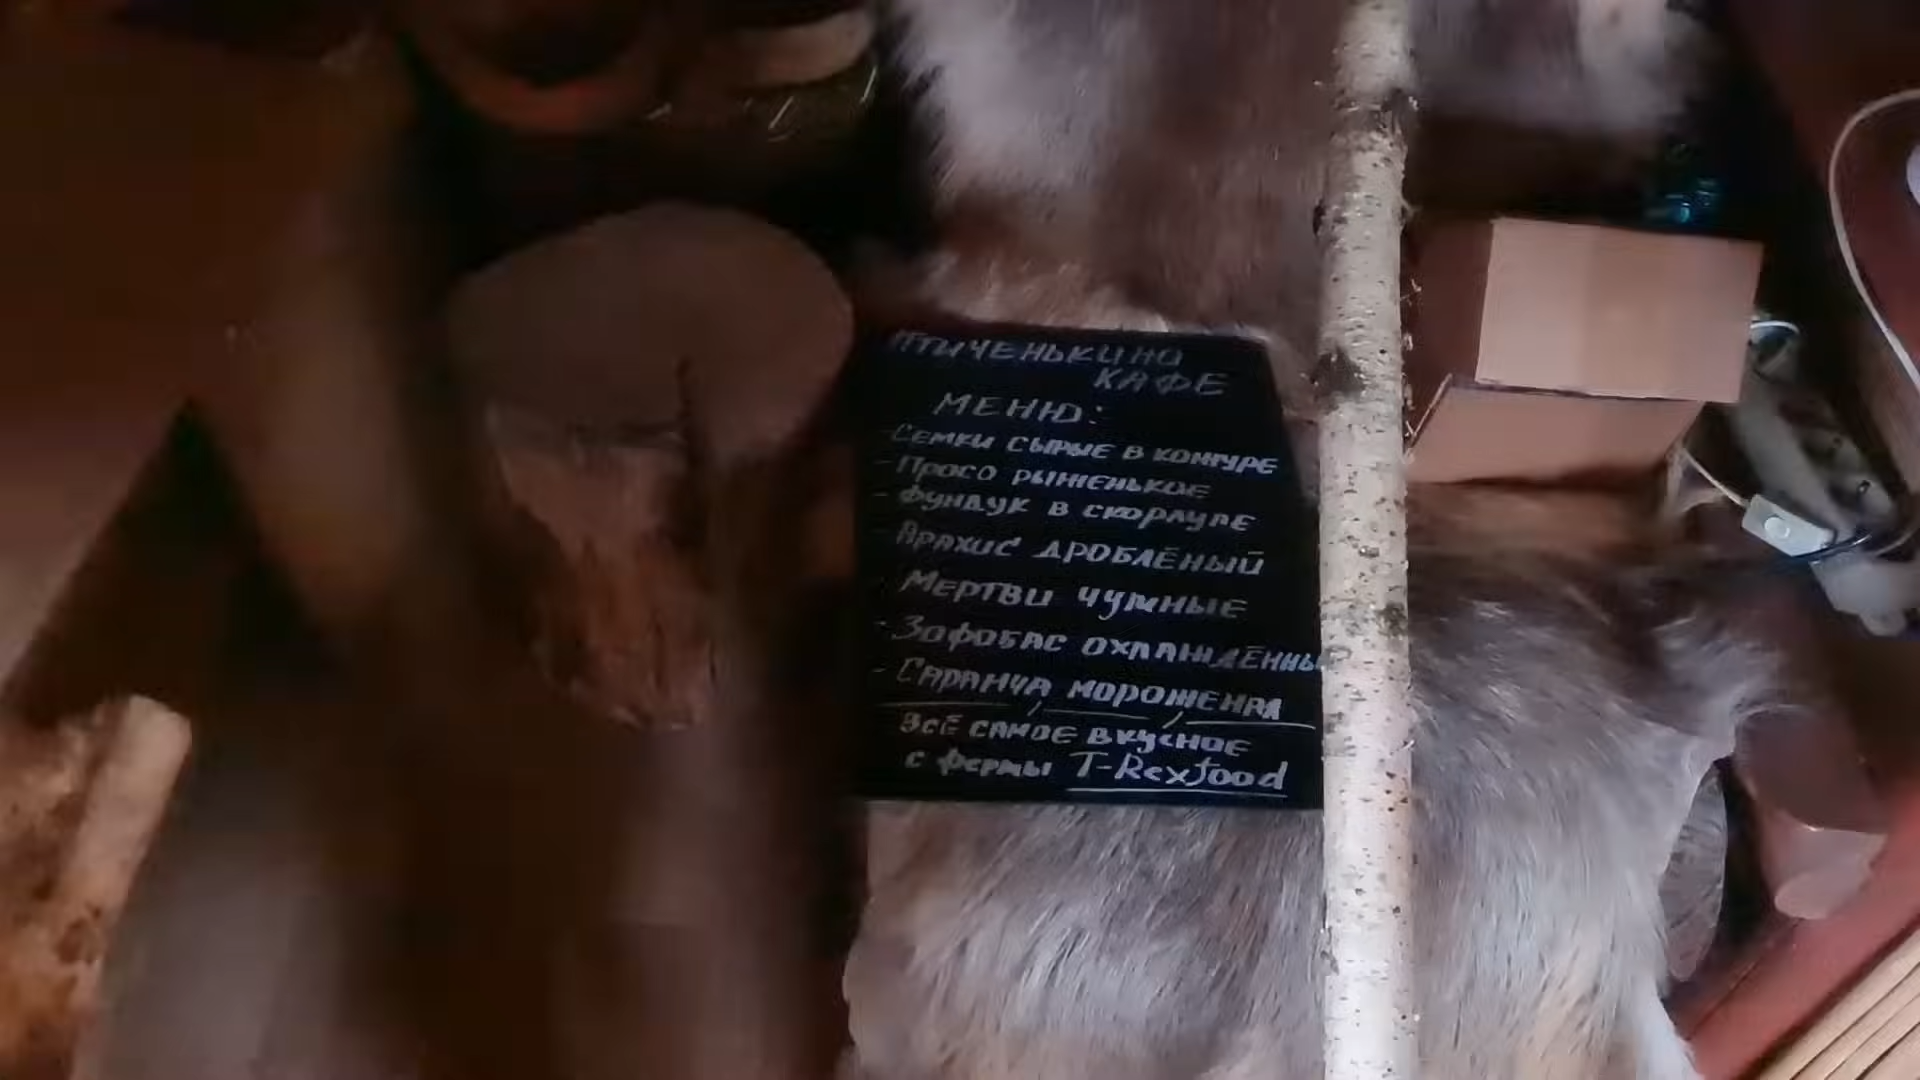 ПТИЧЕНЬКИНО
КАФЕ
МЕНЮ:
- Семки сырые в кожуре
- Просо рыженькое
- Фундук в скорлупе
- Арахис дроблёный
- Мертви чумные
- Зофобас охлаждённый
- Саранча мороженая
Всё самое вкусное
с фермы T-Rexfood